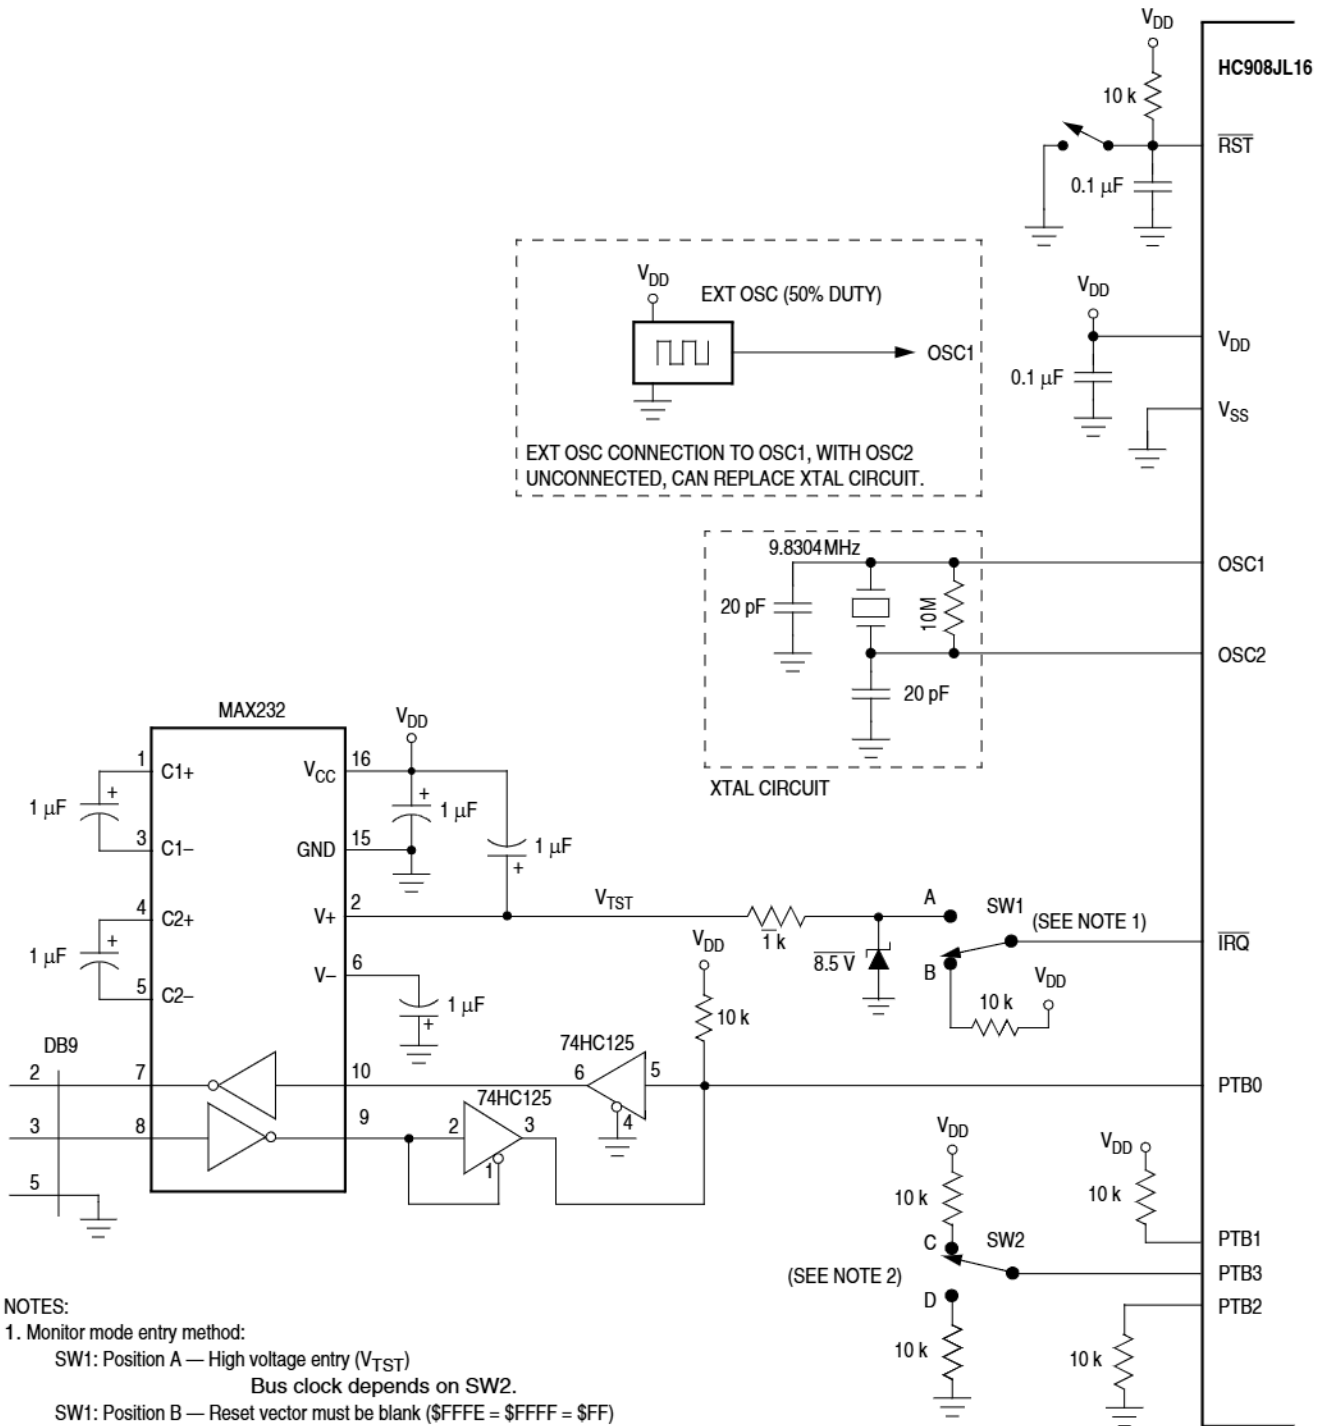 VDD
HC908JL16
10 k
RST
0.1 µF
VDD
EXT OSC (50% DUTY)
OSC1
EXT OSC CONNECTION TO OSC1, WITH OSC2
UNCONNECTED, CAN REPLACE XTAL CIRCUIT.
VDD
VDD
0.1 µF
VSS
9.8304MHz
OSC1
20 pF
10M
OSC2
20 pF
XTAL CIRCUIT
MAX232
VDD
1
C1+
VCC
16
1 µF
+
+
1 µF
3
C1–
GND
15
1 µF
+
4
C2+
V+
2
VTST
1 k
8.5 V
A
SW1
(SEE NOTE 1)
IRQ
B
VDD
10 k
1 µF
+
5
C2–
V–
6
1 µF
+
VDD
10 k
DB9
74HC125
2
7
10
6
5
4
PTB0
74HC125
3
8
9
2
3
1
5
VDD
10 k
VDD
10 k
C
SW2
PTB1
(SEE NOTE 2)
PTB3
D
PTB2
10 k
10 k
NOTES:
1. Monitor mode entry method:
SW1: Position A — High voltage entry (VTST)
Bus clock depends on SW2.
SW1: Position B — Reset vector must be blank ($FFFE = $FFFF = $FF)